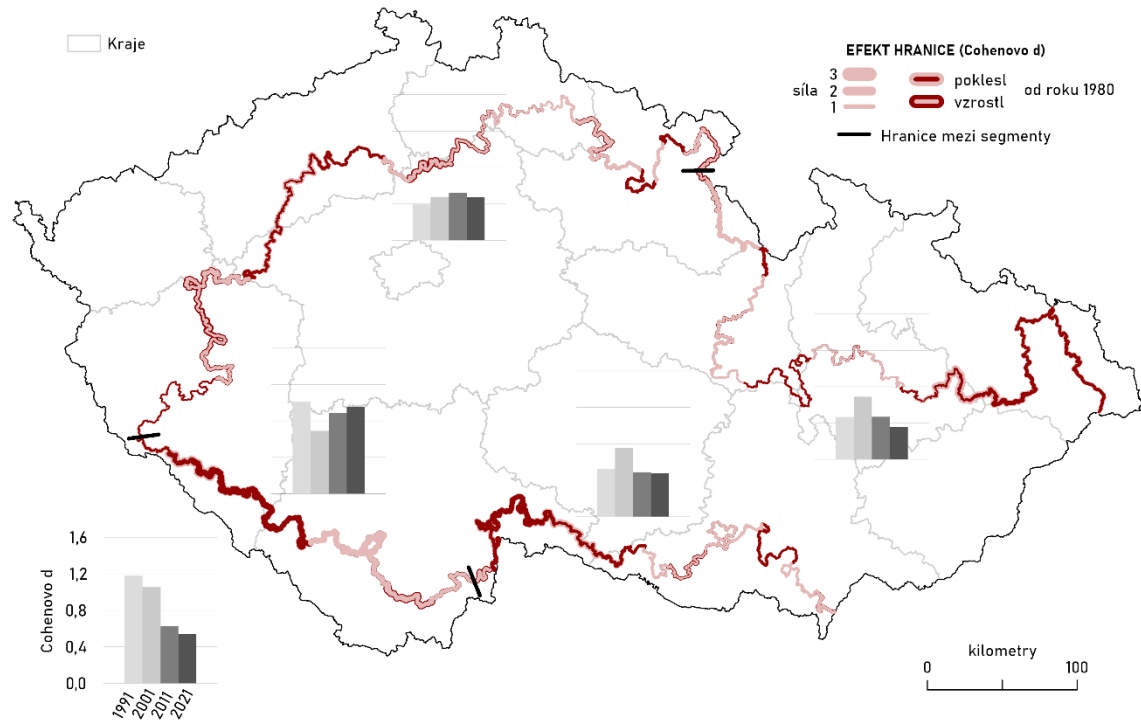 Kraje
EFEKT HRANICE (Cohenovo d)
síla
3
2
1
poklesl
vzrostl
od roku 1980
Hranice mezi segmenty
Cohenovo d
1,6
1,2
0,8
0,4
0,0
1991
2001
2011
2021
kilometry
0
100